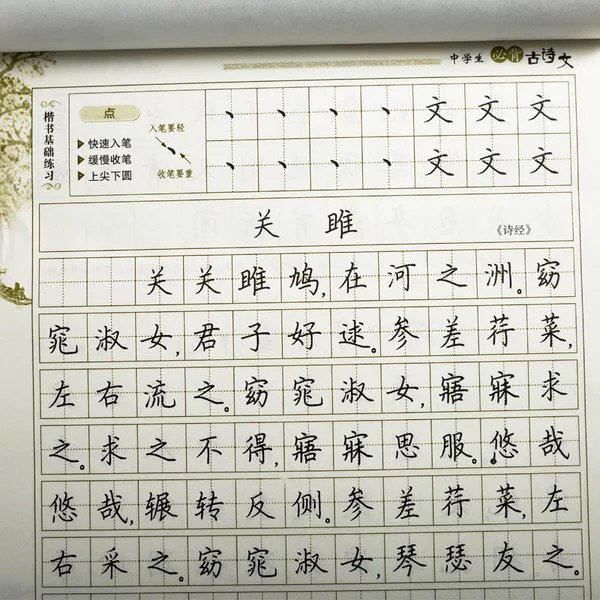 中学生 必背 古诗文
楷书基础练习
点
快速入笔
缓慢收笔
上尖下圆
入笔要轻
收笔要重
丶丶丶丶文文文
丶丶丶丶文文文
关雎
《诗经》
关关雎鸠,在河之洲。窈
窕淑女,君子好逑。参差荇菜,
左右流之。窈窕淑女,寤寐求
之。求之不得,寤寐思服。悠哉
悠哉,辗转反侧。参差荇菜,左
右采之。窈窕淑女,琴瑟友之。